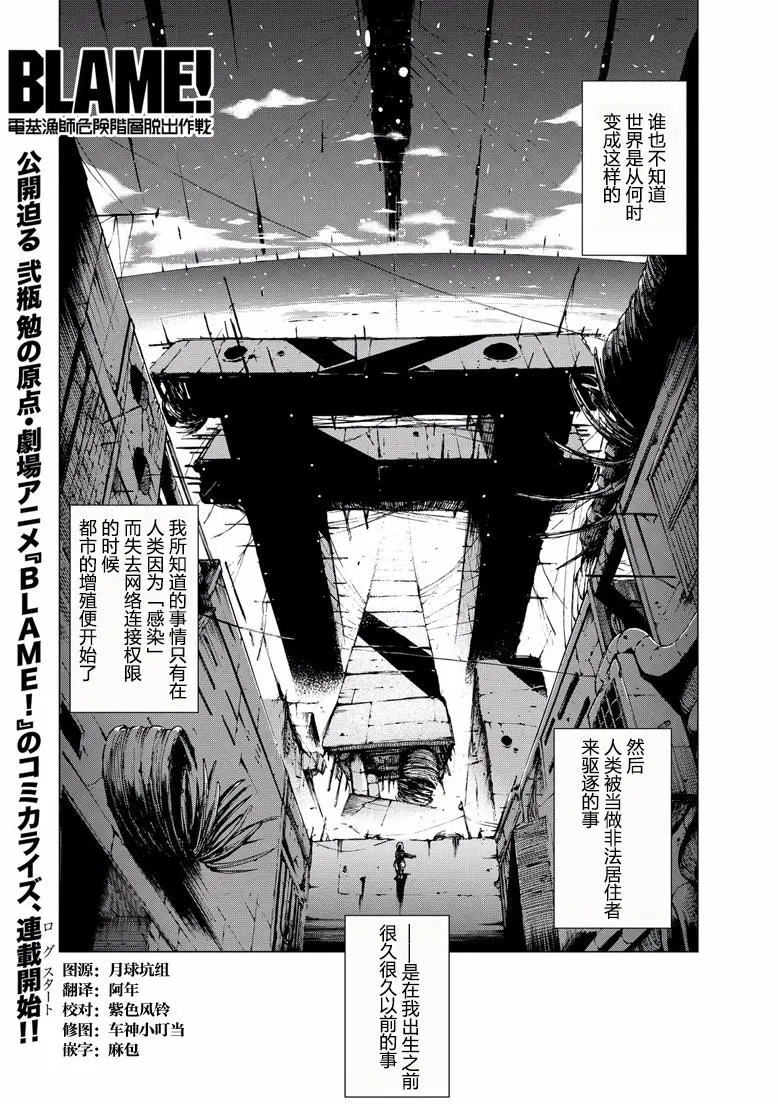 BLAME!
電基漁師危険階層脱出作戦
公開迫る 弐瓶 勉の原点・劇場アニメ『BLAME!』のコミカライズ、連載開始!!
ログスタート
谁也不知道
世界是从何时
变成这样的
我所知道的事情只有在
人类因为「感染」
而失去网络连接权限
的时候
都市的增殖便开始了
然后
人类被当做非法居住者
来驱逐的事
——是在我出生之前
很久很久以前的事
图源：月球坑组
翻译：阿年
校对：紫色风铃
修图：车神小叮当
嵌字：麻包